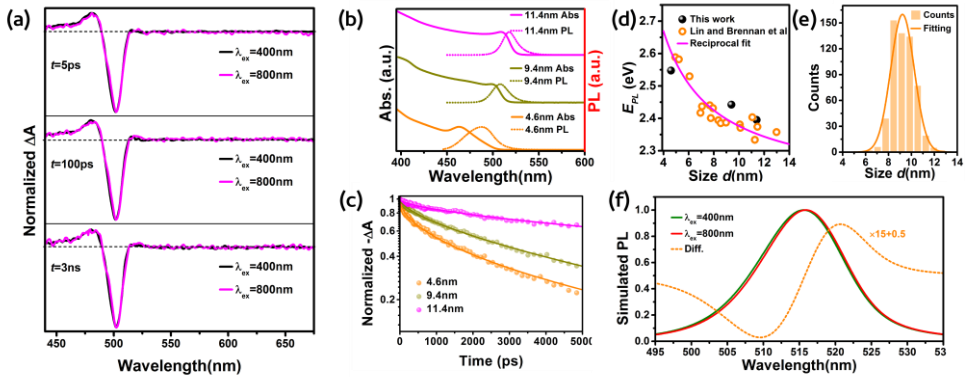 (a)
Normalized ΔA
t=5ps
λex=400nm
λex=800nm
t=100ps
λex=400nm
λex=800nm
t=3ns
λex=400nm
λex=800nm
450 500 550 600 650
Wavelength(nm)
(b)
Abs. (a.u.)
PL (a.u.)
11.4nm Abs
11.4nm PL
9.4nm Abs
9.4nm PL
4.6nm Abs
4.6nm PL
400 450 500 550 600
Wavelength(nm)
(c)
Normalized -ΔA
1.0
0.8
0.6
0.4
0.2
4.6nm
9.4nm
11.4nm
0 1000 2000 3000 4000 5000
Time (ps)
(d)
EPL (eV)
2.7
2.6
2.5
2.4
2.3
This work
Lin and Brennan et al
Reciprocal fit
4 6 8 10 12 14
Size d(nm)
(e)
Counts
150
120
90
60
30
0
Counts
Fitting
6 8 10 12 14
Size d(nm)
(f)
Simulated PL
1.0
0.8
0.6
0.4
0.2
0.0
λex=400nm
λex=800nm
Diff.
×15+0.5
495 500 505 510 515 520 525 530 53
Wavelength(nm)